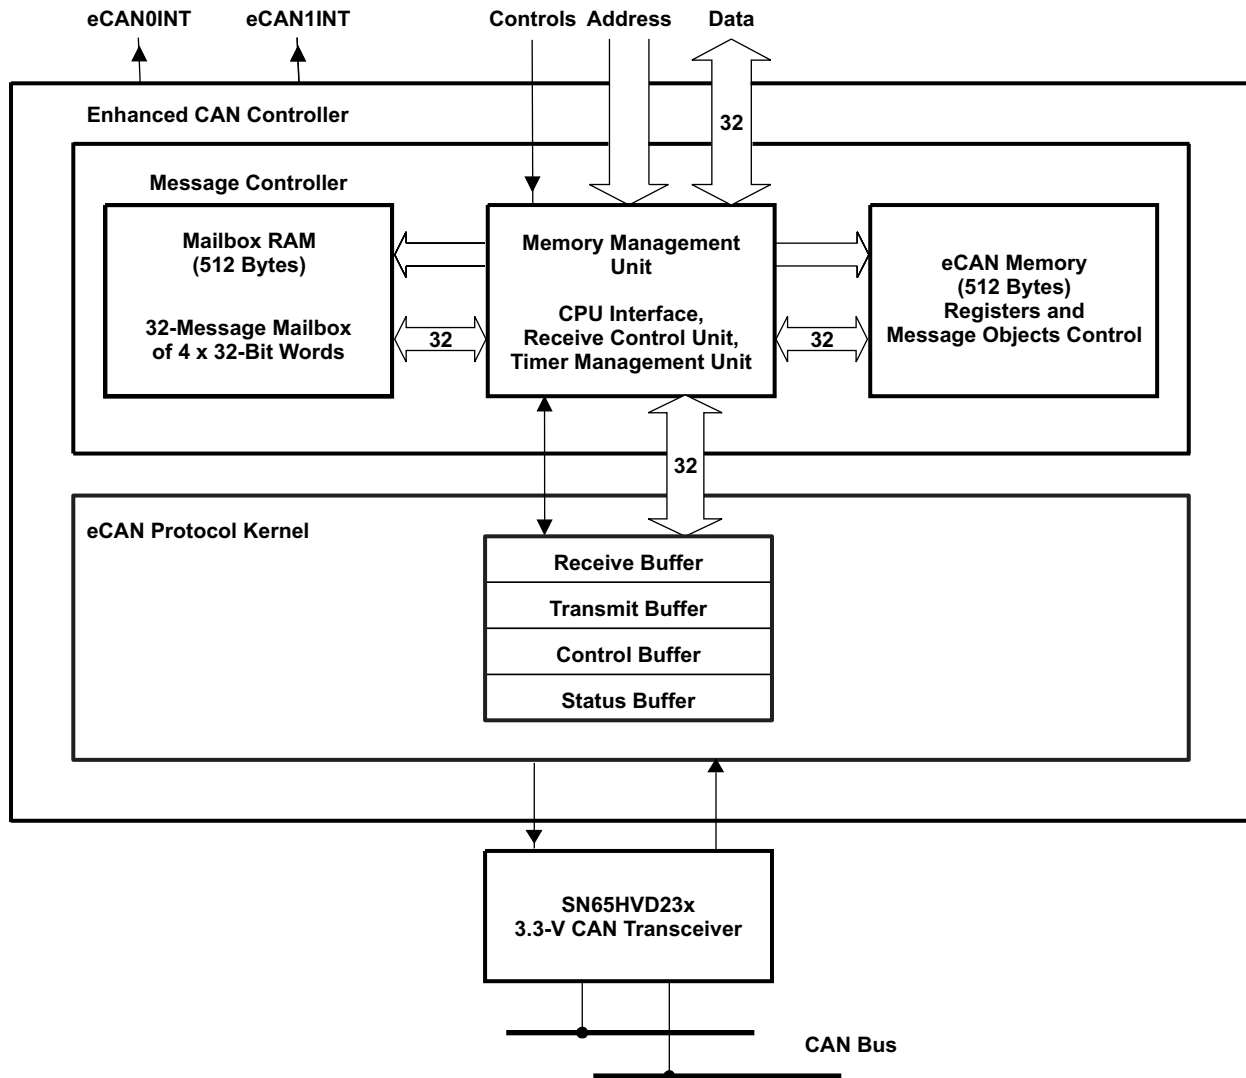 eCAN0INT
eCAN1INT
Controls
Address
Data
32
Enhanced CAN Controller
Message Controller
Mailbox RAM
(512 Bytes)
32-Message Mailbox
of 4 x 32-Bit Words
32
Memory Management
Unit
CPU Interface,
Receive Control Unit,
Timer Management Unit
32
eCAN Memory
(512 Bytes)
Registers and
Message Objects Control
32
eCAN Protocol Kernel
Receive Buffer
Transmit Buffer
Control Buffer
Status Buffer
SN65HVD23x
3.3-V CAN Transceiver
CAN Bus